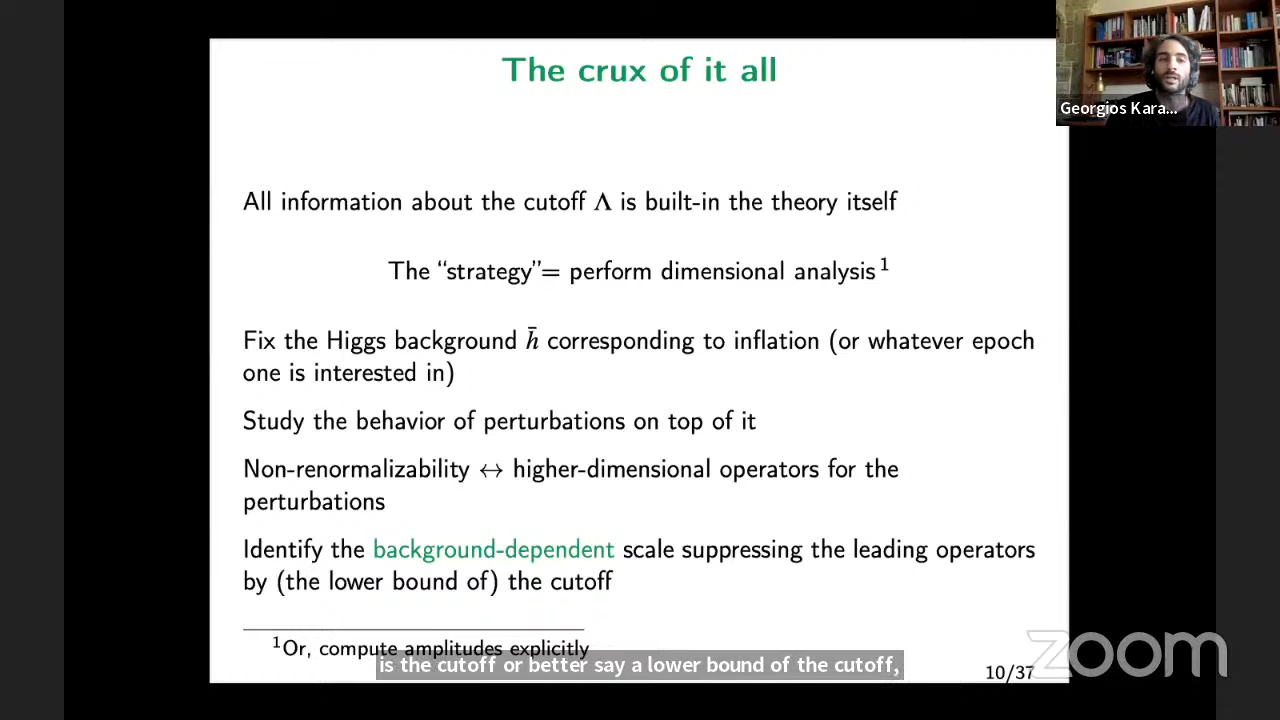 The crux of it all
Georgios Kara...
All information about the cutoff Λ is built-in the theory itself
The “strategy”= perform dimensional analysis ¹
Fix the Higgs background h̄ corresponding to inflation (or whatever epoch
one is interested in)
Study the behavior of perturbations on top of it
Non-renormalizability ↔ higher-dimensional operators for the
perturbations
Identify the background-dependent scale suppressing the leading operators
by (the lower bound of) the cutoff
¹Or, compute amplitudes explicitly
is the cutoff or better say a lower bound of the cutoff,
10/37
zoom